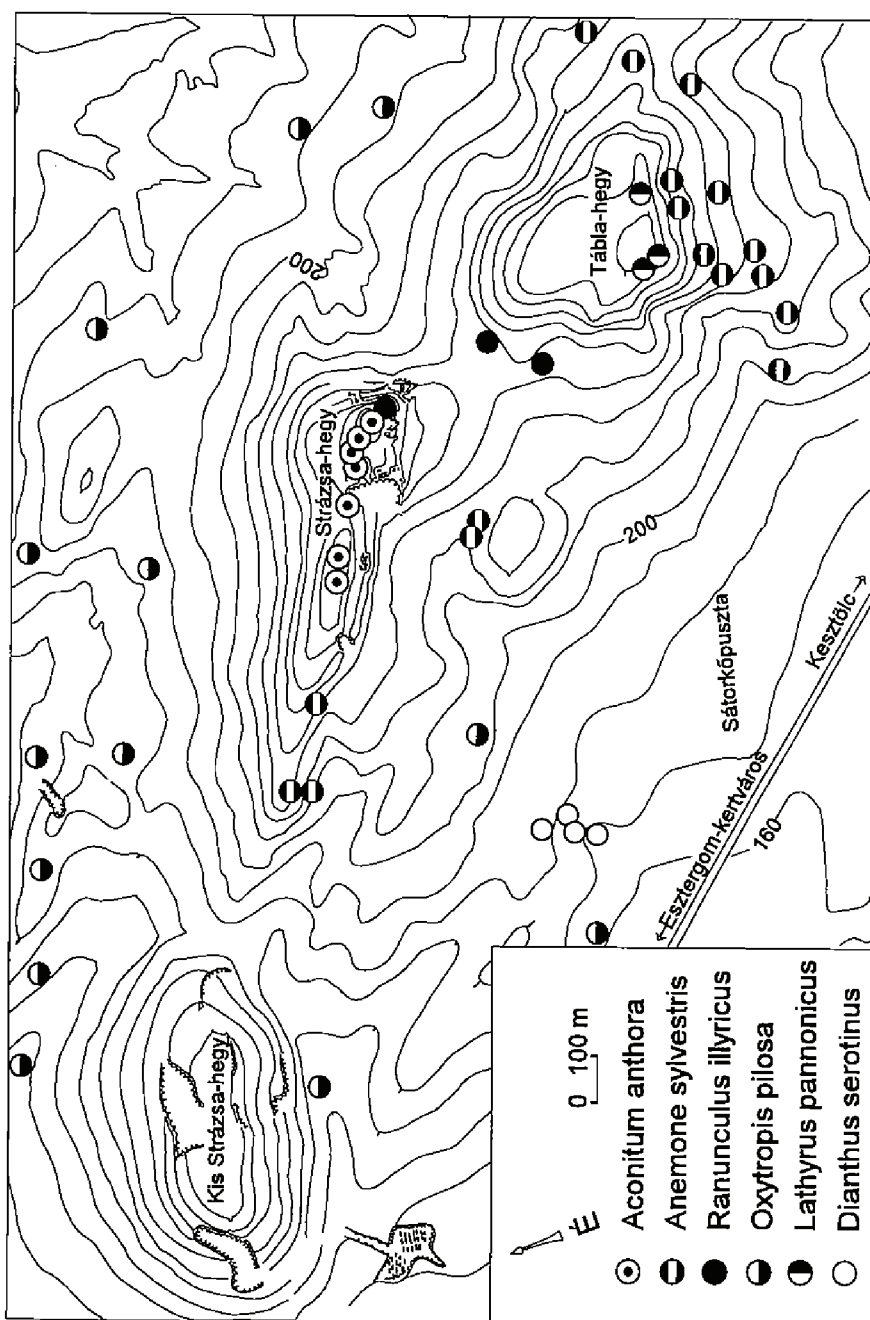 Kis Strázsa-hegy
Strázsa-hegy
Tábla-hegy
200
200
Sátorkőpuszta
160
←Esztergom-kertváros
Kesztölc→
É
0 100 m
Aconitum anthora
Anemone sylvestris
Ranunculus illyricus
Oxytropis pilosa
Lathyrus pannonicus
Dianthus serotinus